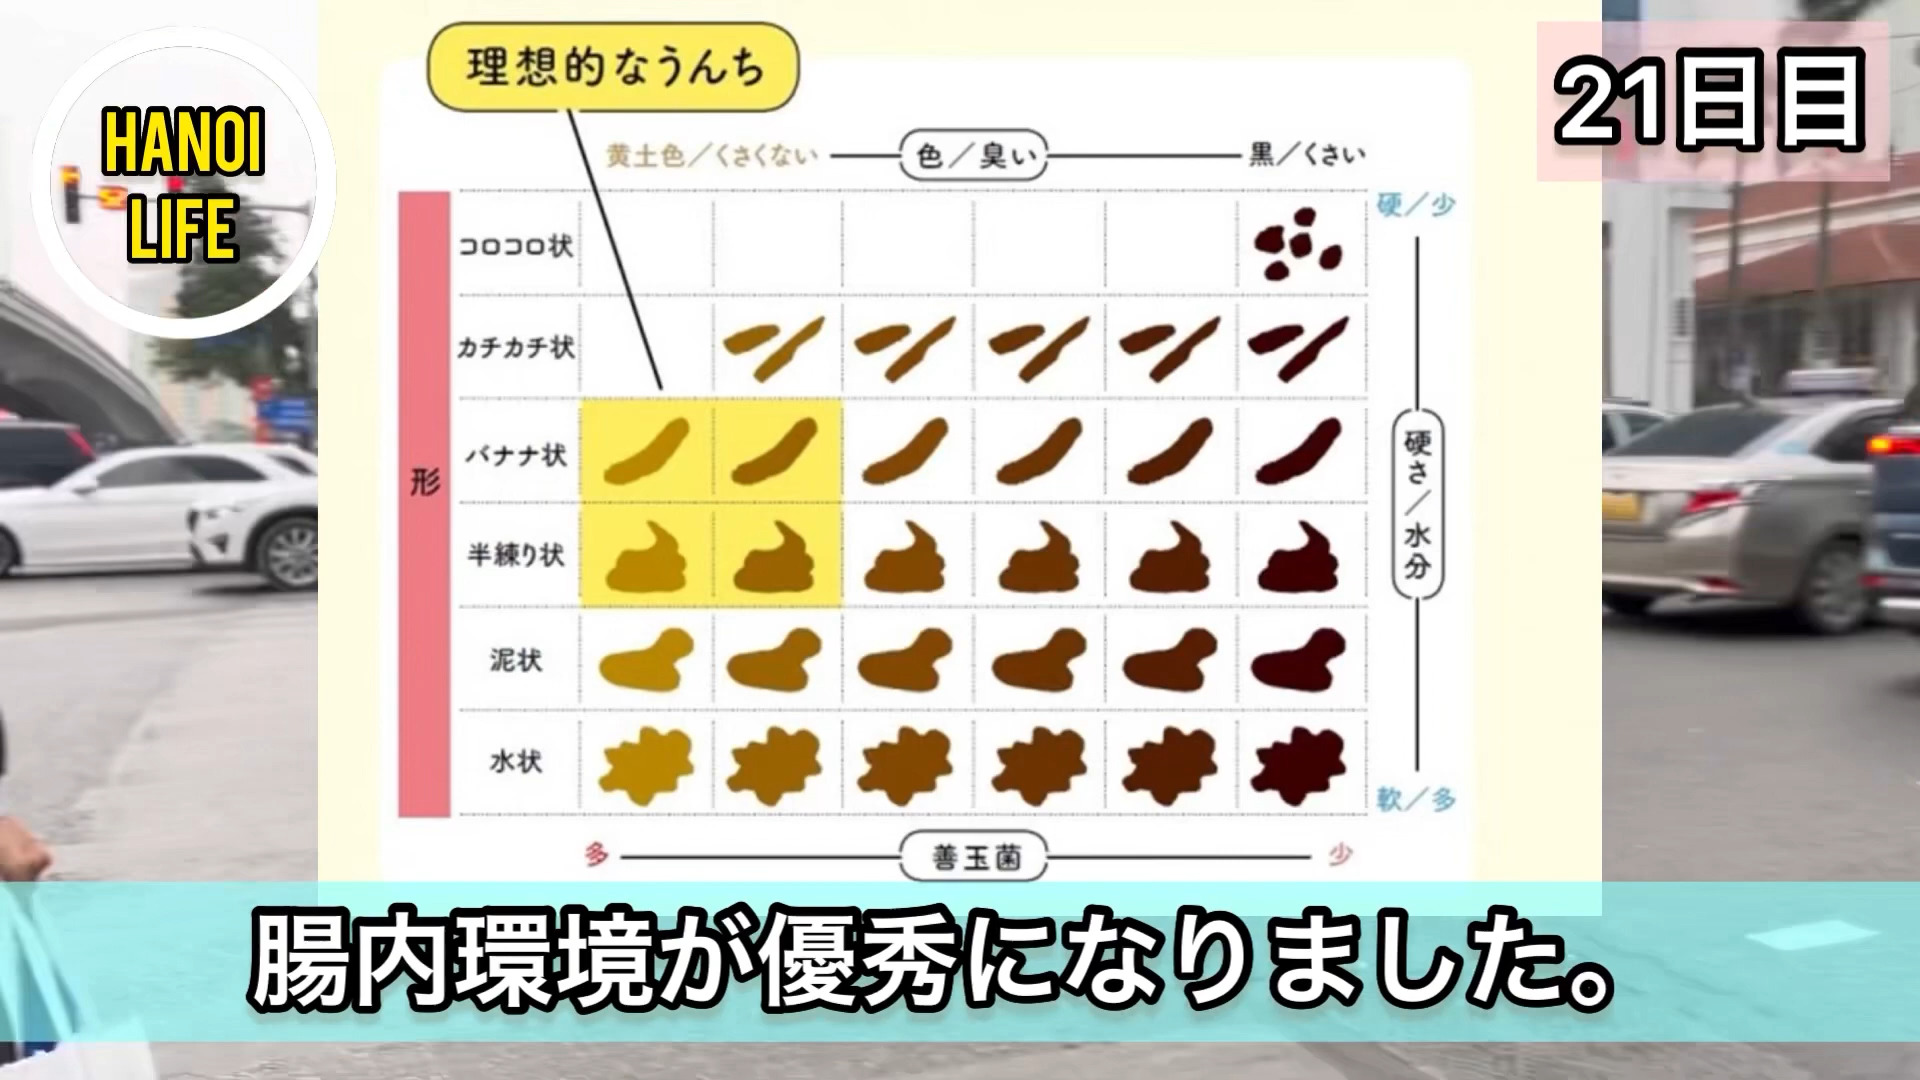 HANOI
LIFE
理想的なうんち
21日目
黄土色／くさくない
色／臭い
黒／くさい
硬／少
コロコロ状
カチカチ状
バナナ状
半練り状
泥状
水状
形
硬さ／水分
軟／多
多
善玉菌
少
腸内環境が優秀になりました。